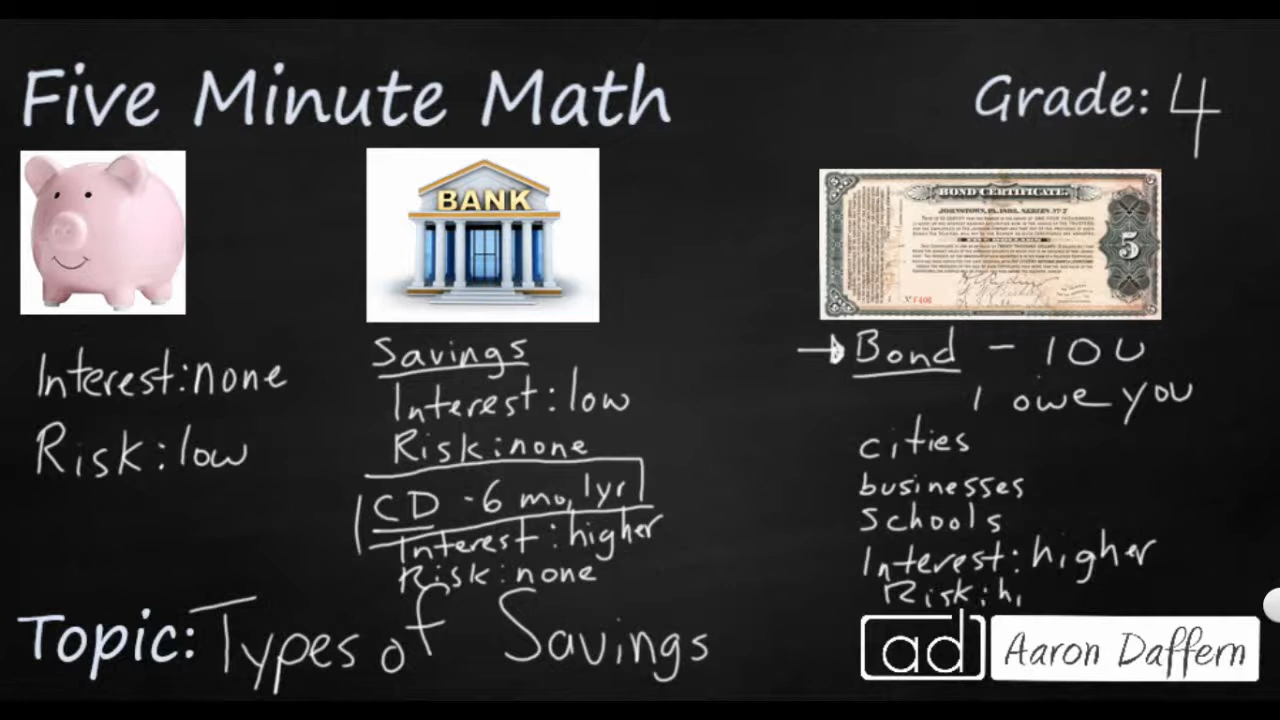 Five Minute Math
Grade: 4
BANK
BOND CERTIFICATE.
5
Interest: none
Risk: low
Savings
Interest: low
Risk: none
CD - 6 mo, 1yr
Interest: higher
Risk: none
Bond - IOU
I owe you
cities
businesses
schools
Interest: higher
Risk: hi
Topic: Types of Savings
ad Aaron Daffern